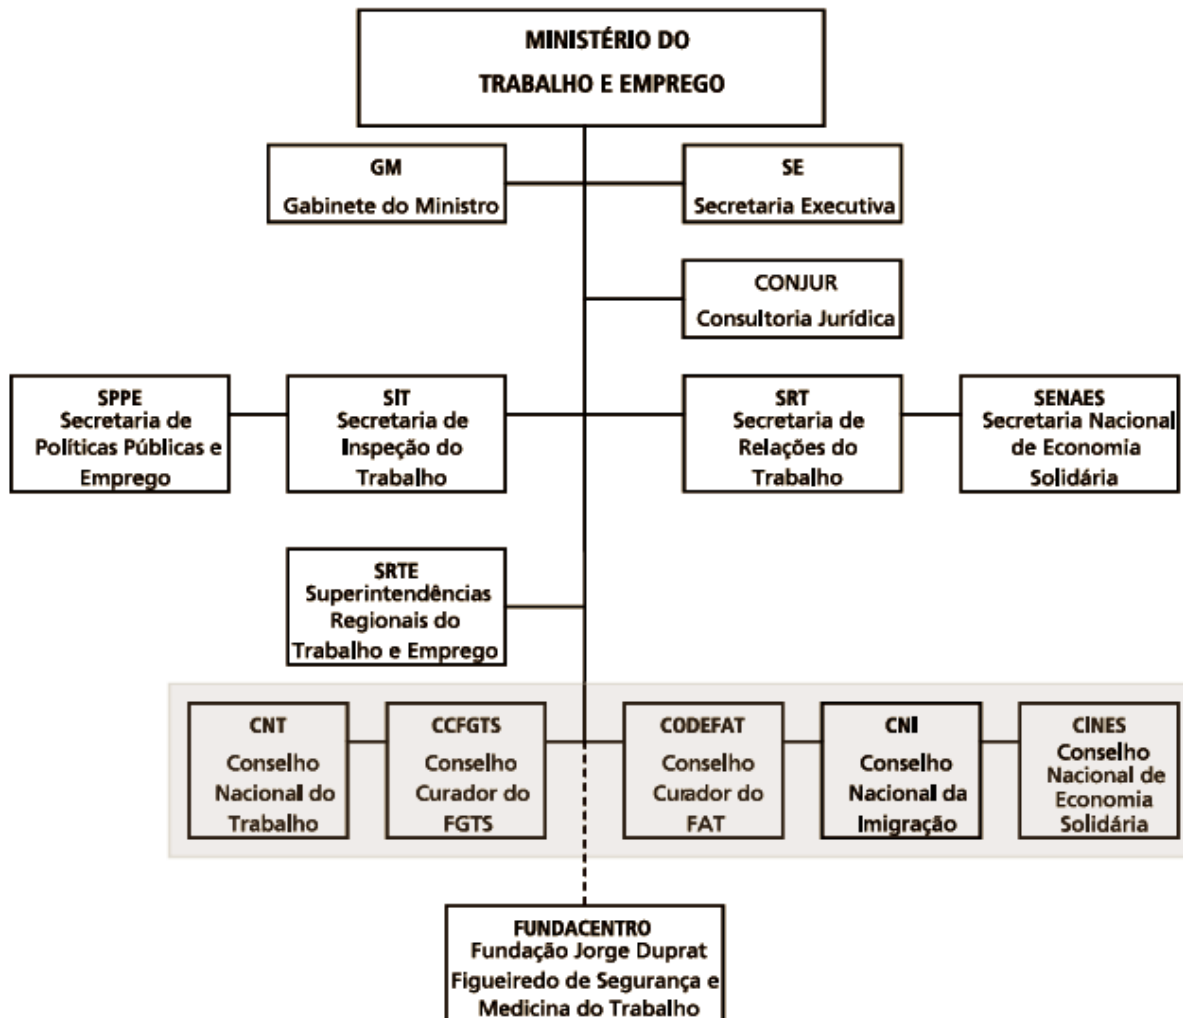 MINISTÉRIO DO
TRABALHO E EMPREGO
GM
Gabinete do Ministro
SE
Secretaria Executiva
CONJUR
Consultoria Jurídica
SPPE
Secretaria de
Políticas Públicas e
Emprego
SIT
Secretaria de
Inspeção do
Trabalho
SRT
Secretaria de
Relações do
Trabalho
SENAES
Secretaria Nacional
de Economia
Solidária
SRTE
Superintendências
Regionais do
Trabalho e Emprego
CNT
Conselho
Nacional do
Trabalho
CCFGTS
Conselho
Curador do
FGTS
CODEFAT
Conselho
Curador do
FAT
CNI
Conselho
Nacional da
Imigração
CINES
Conselho
Nacional de
Economia
Solidária
FUNDACENTRO
Fundação Jorge Duprat
Figueiredo de Segurança e
Medicina do Trabalho